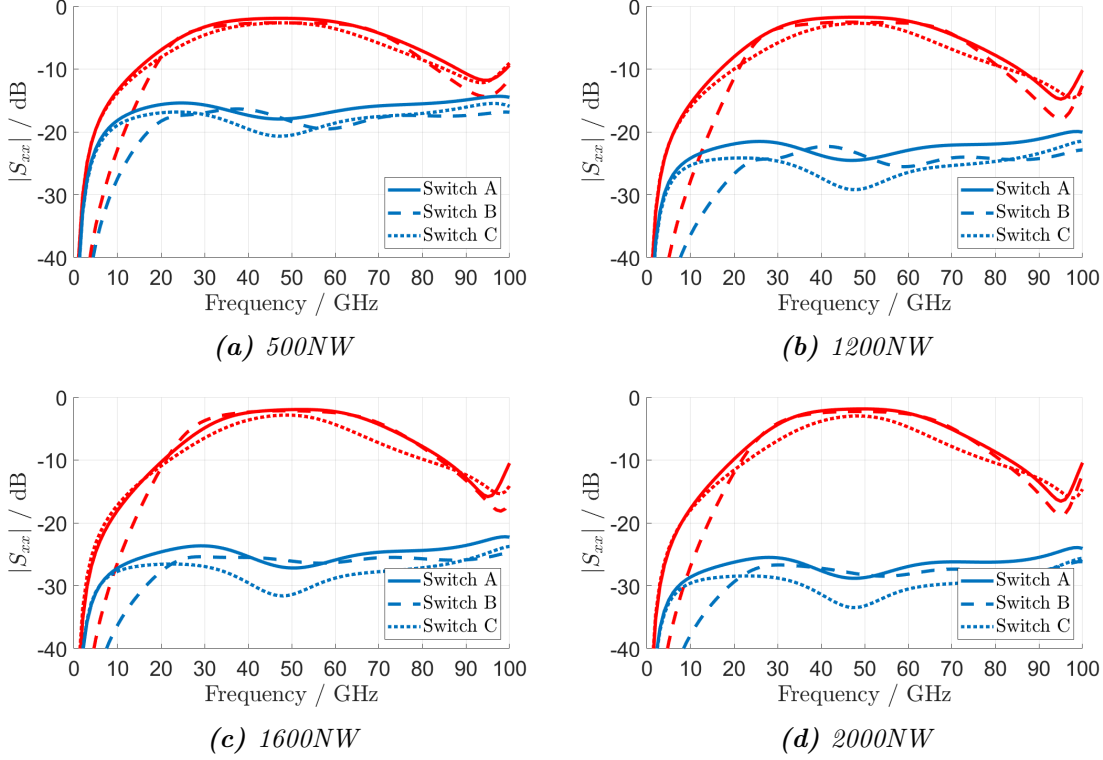 0
-10
-20
-30
-40
|S_xx| / dB
0 10 20 30 40 50 60 70 80 90 100
Frequency / GHz
Switch A
Switch B
Switch C
(a) 500NW
0
-10
-20
-30
-40
|S_xx| / dB
0 10 20 30 40 50 60 70 80 90 100
Frequency / GHz
Switch A
Switch B
Switch C
(b) 1200NW
0
-10
-20
-30
-40
|S_xx| / dB
0 10 20 30 40 50 60 70 80 90 100
Frequency / GHz
Switch A
Switch B
Switch C
(c) 1600NW
0
-10
-20
-30
-40
|S_xx| / dB
0 10 20 30 40 50 60 70 80 90 100
Frequency / GHz
Switch A
Switch B
Switch C
(d) 2000NW